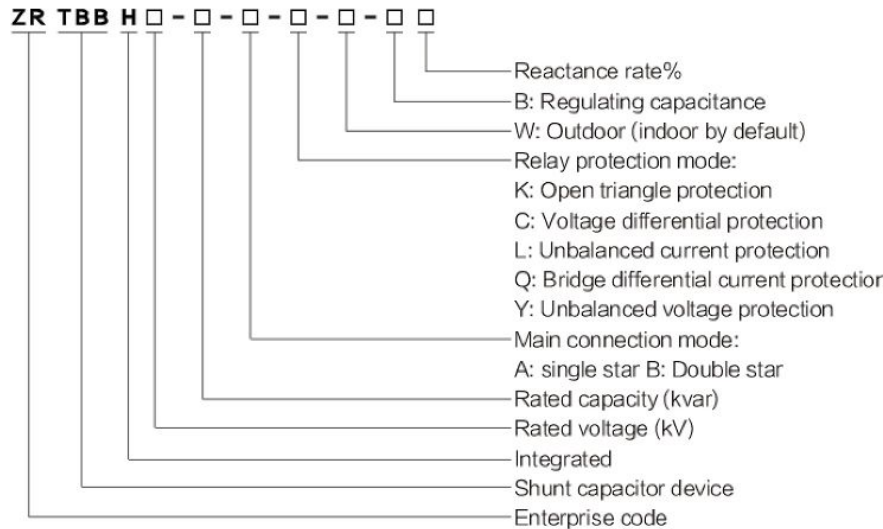 ZR TBB H□-□-□-□-□-□□
Reactance rate%
B: Regulating capacitance
W: Outdoor (indoor by default)
Relay protection mode:
K: Open triangle protection
C: Voltage differential protection
L: Unbalanced current protection
Q: Bridge differential current protection
Y: Unbalanced voltage protection
Main connection mode:
A: single star B: Double star
Rated capacity (kvar)
Rated voltage (kV)
Integrated
Shunt capacitor device
Enterprise code